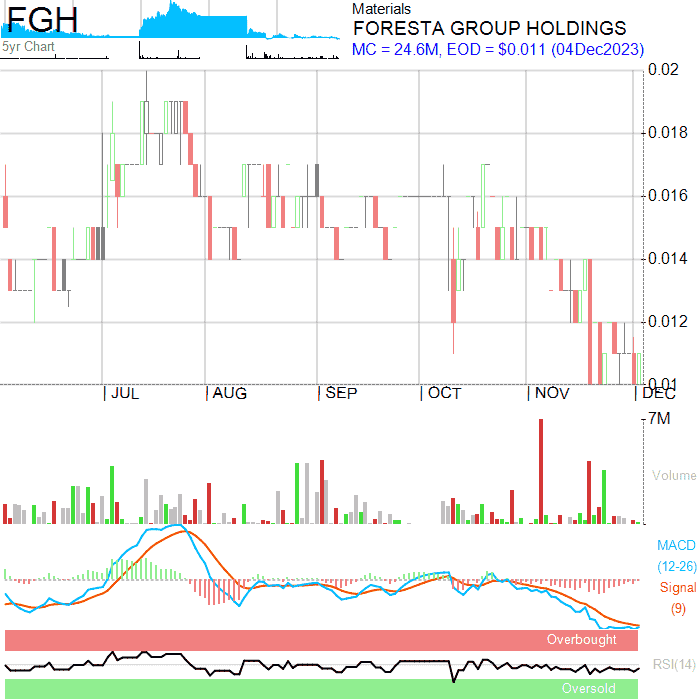 FGH
5yr Chart
Materials
FORESTA GROUP HOLDINGS
MC = 24.6M, EOD = $0.011 (04Dec2023)
0.02
0.018
0.016
0.014
0.012
0.01
JUL
AUG
SEP
OCT
NOV
DEC
7M
Volume
MACD
(12-26)
Signal
(9)
Overbought
RSI(14)
Oversold